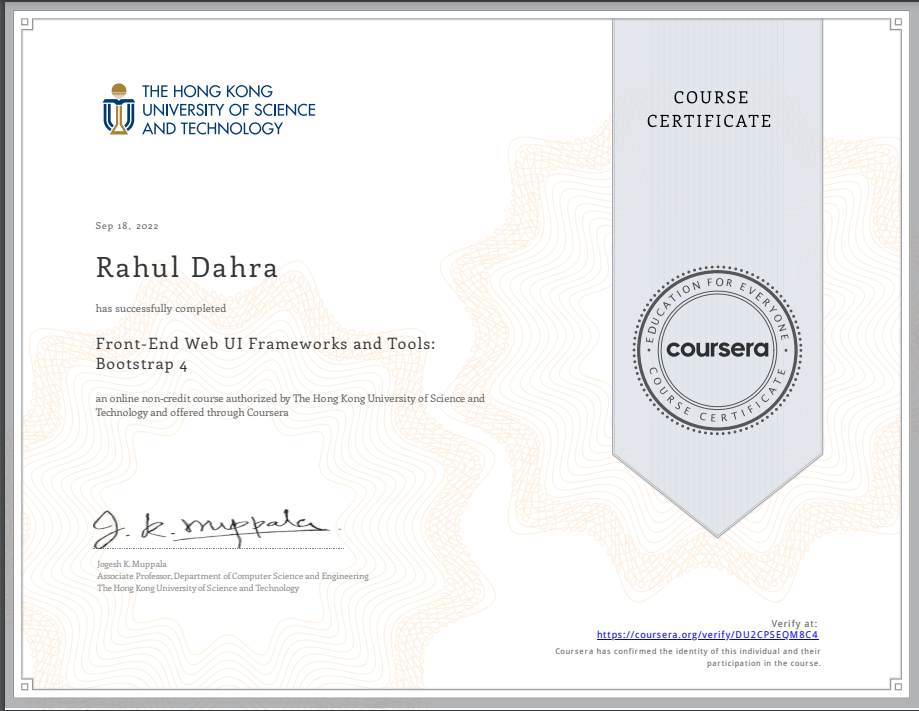 THE HONG KONG
UNIVERSITY OF SCIENCE
AND TECHNOLOGY
COURSE
CERTIFICATE
Sep 18, 2022
Rahul Dahra
has successfully completed
Front-End Web UI Frameworks and Tools:
Bootstrap 4
an online non-credit course authorized by The Hong Kong University of Science and
Technology and offered through Coursera
EDUCATION FOR EVERYONE
coursera
COURSE CERTIFICATE
J. K. Muppala
Jogesh K. Muppala
Associate Professor, Department of Computer Science and Engineering
The Hong Kong University of Science and Technology
Verify at:
https://coursera.org/verify/DU2CPSEQM8C4
Coursera has confirmed the identity of this individual and their
participation in the course.